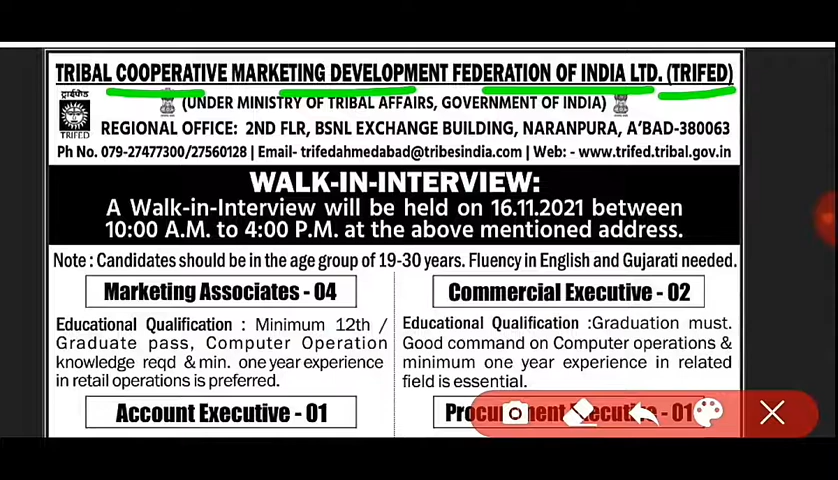 TRIBAL COOPERATIVE MARKETING DEVELOPMENT FEDERATION OF INDIA LTD. (TRIFED)
ट्राईफेड
(UNDER MINISTRY OF TRIBAL AFFAIRS, GOVERNMENT OF INDIA)
TRIFED
REGIONAL OFFICE: 2ND FLR, BSNL EXCHANGE BUILDING, NARANPURA, A'BAD-380063
Ph No. 079-27477300/27560128 | Email- trifedahmedabad@tribesindia.com | Web: - www.trifed.tribal.gov.in
WALK-IN-INTERVIEW:
A Walk-in-Interview will be held on 16.11.2021 between
10:00 A.M. to 4:00 P.M. at the above mentioned address.
Note : Candidates should be in the age group of 19-30 years. Fluency in English and Gujarati needed.
Marketing Associates - 04
Educational Qualification : Minimum 12th /
Graduate pass, Computer Operation
knowledge reqd & min. one year experience
in retail operations is preferred.
Account Executive - 01
Commercial Executive - 02
Educational Qualification :Graduation must.
Good command on Computer operations &
minimum one year experience in related
field is essential.
Procurement Executive - 01